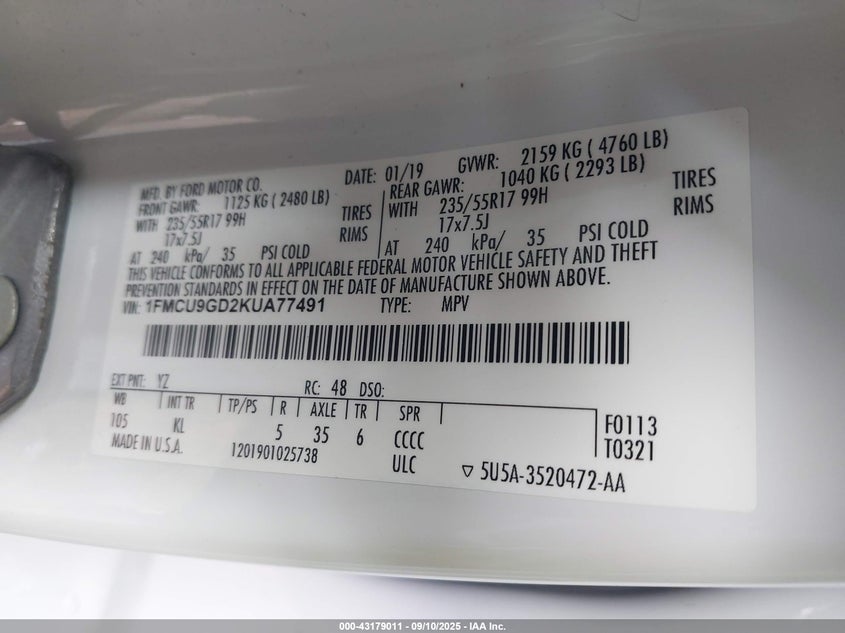 MFD. BY FORD MOTOR CO. DATE: 01/19 GVWR: 2159 KG ( 4760 LB)
FRONT GAWR: 1125 KG ( 2480 LB) REAR GAWR: 1040 KG ( 2293 LB)
WITH 235/55R17 99H TIRES WITH 235/55R17 99H TIRES
17x7.5J RIMS 17x7.5J RIMS
AT 240 kPa/ 35 PSI COLD AT 240 kPa/ 35 PSI COLD
THIS VEHICLE CONFORMS TO ALL APPLICABLE FEDERAL MOTOR VEHICLE SAFETY AND THEFT
PREVENTION STANDARDS IN EFFECT ON THE DATE OF MANUFACTURE SHOWN ABOVE.
VIN: 1FMCU9GD2KUA77491 TYPE: MPV
EXT PNT: YZ RC: 48 DSO:
WB INT TR TP/PS R AXLE TR SPR
105 KL 5 35 6 CCCC
F0113
T0321
MADE IN U.S.A. 1201901025738 ULC ▽ 5U5A-3520472-AA
000-43179011 - 09/10/2025 - IAA Inc.